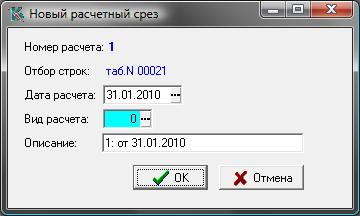 Новый расчетный срез
Номер расчета: 1
Отбор строк: таб.N 00021
Дата расчета: 31.01.2010 ...
Вид расчета: 0 ...
Описание: 1: от 31.01.2010
OK Отмена